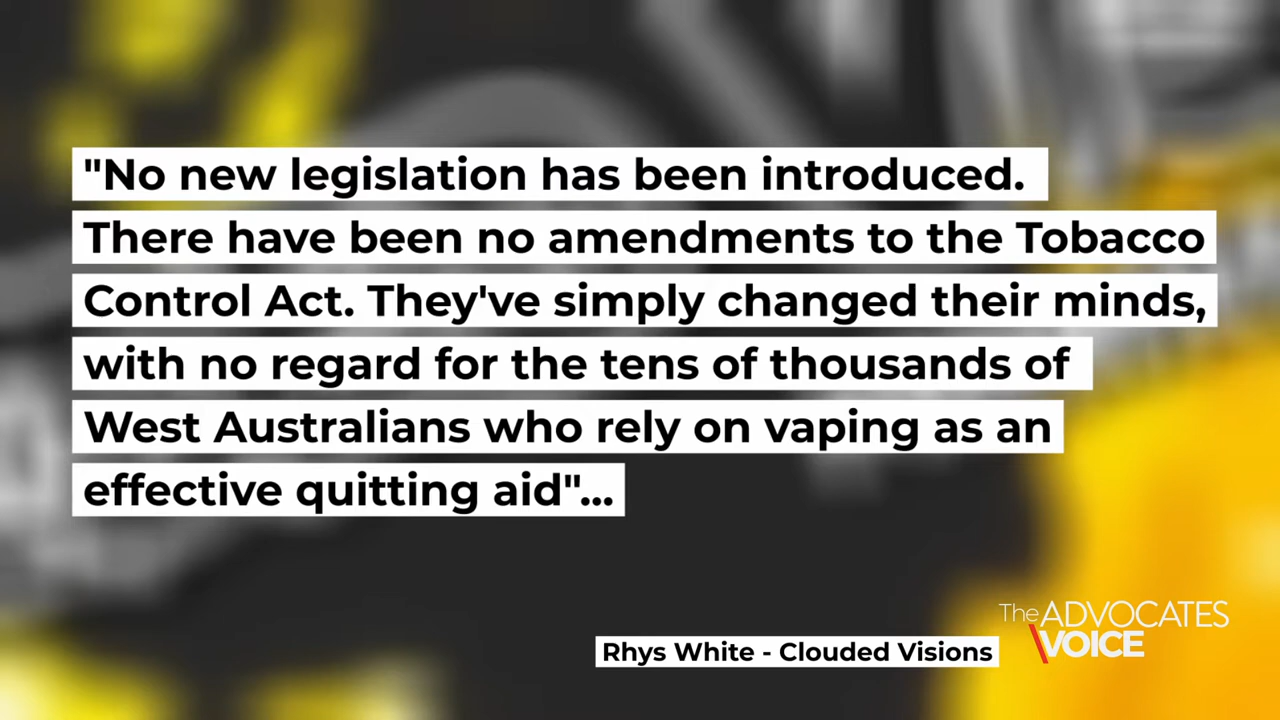 "No new legislation has been introduced.
There have been no amendments to the Tobacco
Control Act. They've simply changed their minds,
with no regard for the tens of thousands of
West Australians who rely on vaping as an
effective quitting aid"...
Rhys White - Clouded Visions
The ADVOCATES
VOICE